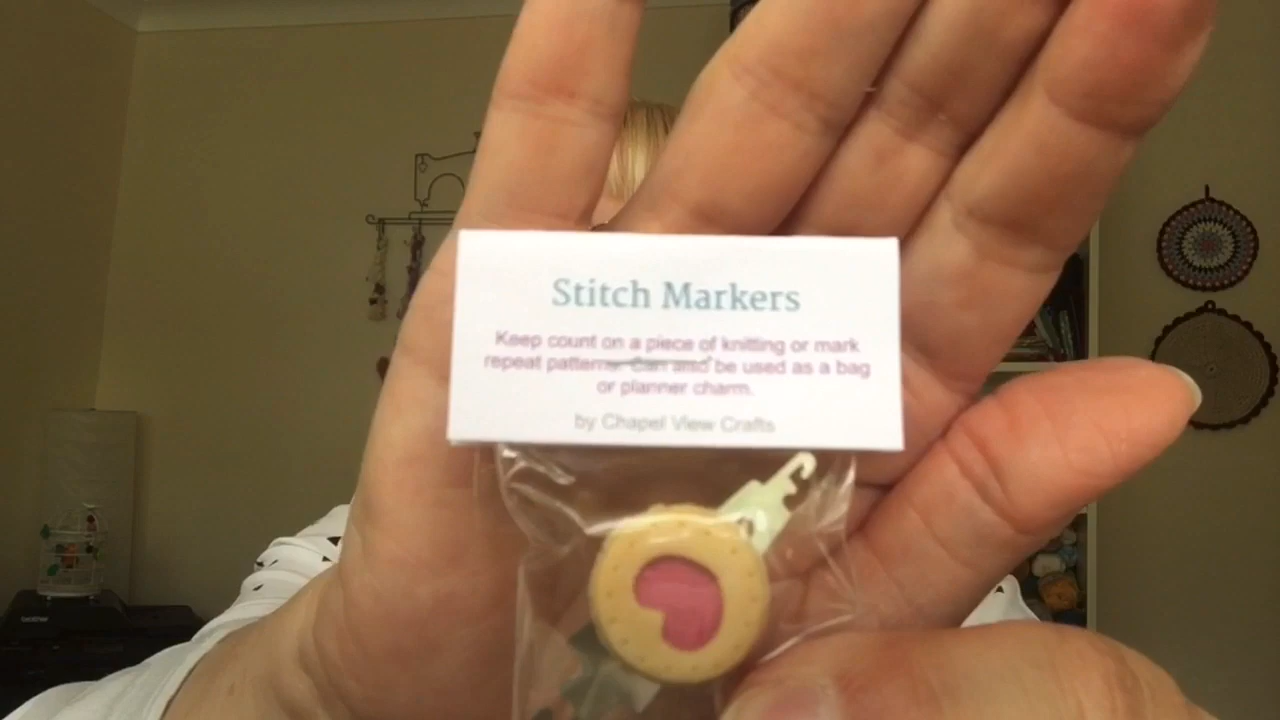 Stitch Markers
Keep count on a piece of knitting or mark
repeat patterns. Can also be used as a bag
or planner charm.
by Chapel View Crafts
brother